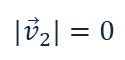 |v⃗₂| = 0